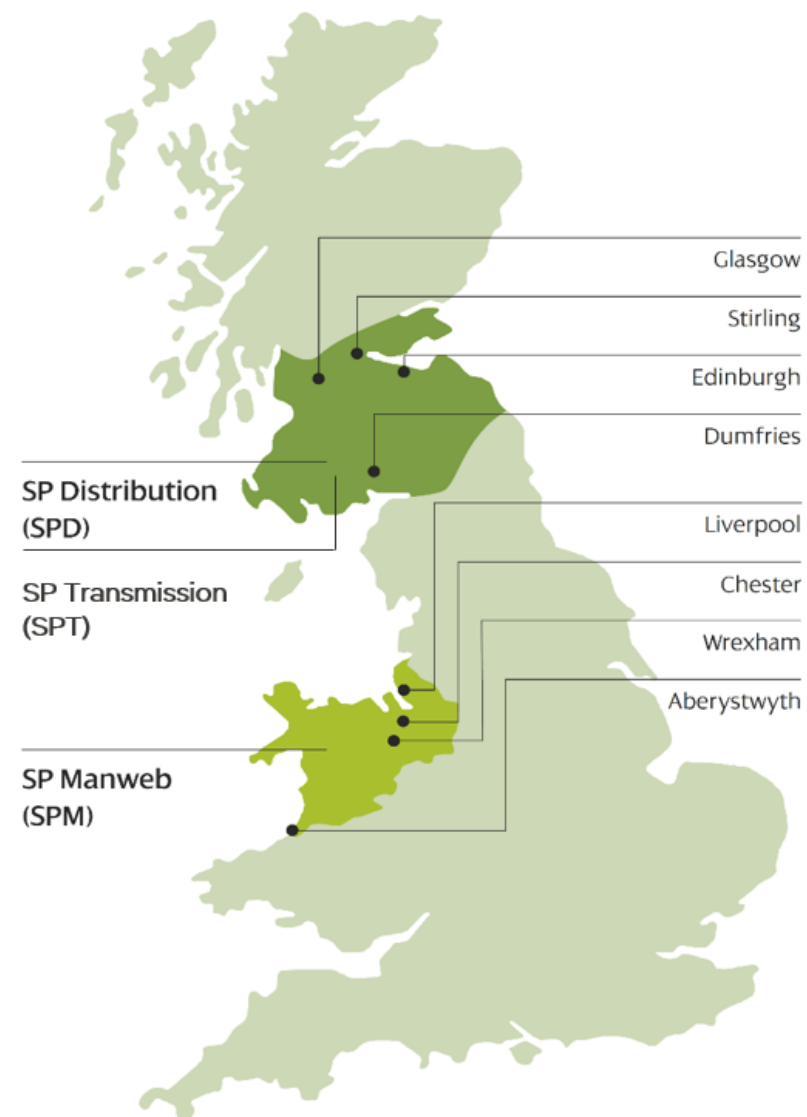 Glasgow
Stirling
Edinburgh
Dumfries
SP Distribution
(SPD)
Liverpool
SP Transmission
(SPT)
Chester
Wrexham
Aberystwyth
SP Manweb
(SPM)